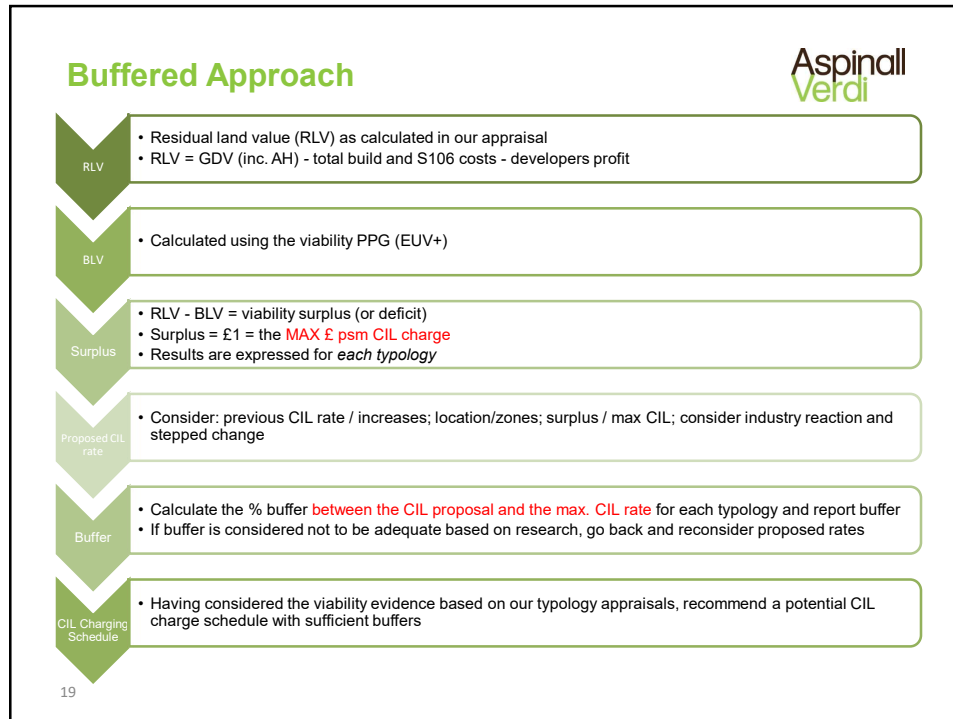 Buffered Approach
Aspinall
Verdi
RLV
• Residual land value (RLV) as calculated in our appraisal
• RLV = GDV (inc. AH) - total build and S106 costs - developers profit
BLV
• Calculated using the viability PPG (EUV+)
Surplus
• RLV - BLV = viability surplus (or deficit)
• Surplus = £1 = the MAX £ psm CIL charge
• Results are expressed for each typology
Proposed CIL
rate
• Consider: previous CIL rate / increases; location/zones; surplus / max CIL; consider industry reaction and
stepped change
Buffer
• Calculate the % buffer between the CIL proposal and the max. CIL rate for each typology and report buffer
• If buffer is considered not to be adequate based on research, go back and reconsider proposed rates
CIL Charging
Schedule
• Having considered the viability evidence based on our typology appraisals, recommend a potential CIL
charge schedule with sufficient buffers
19